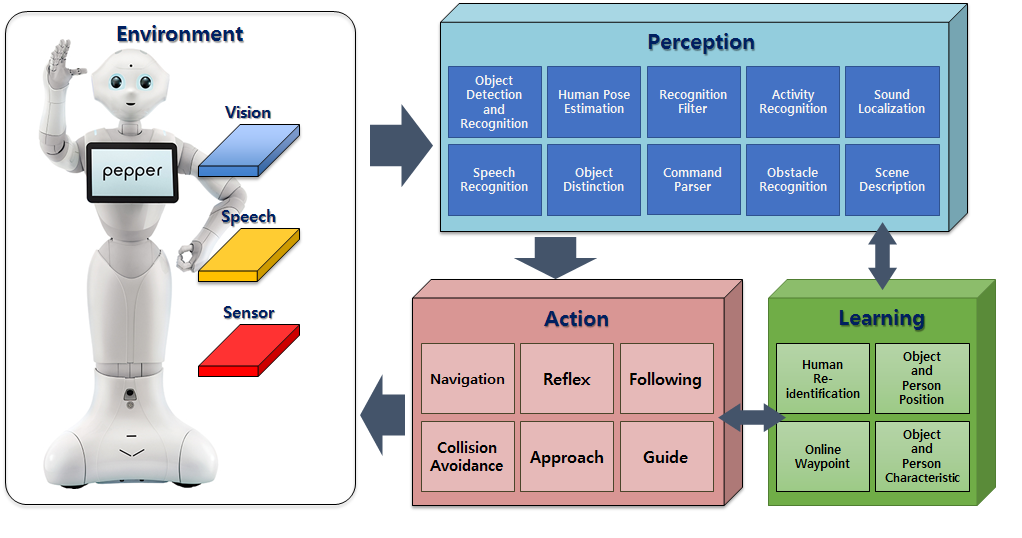 Environment
Vision
pepper
Speech
Sensor
Perception
Object
Detection
and
Recognition
Human Pose
Estimation
Recognition
Filter
Activity
Recognition
Sound
Localization
Speech
Recognition
Object
Distinction
Command
Parser
Obstacle
Recognition
Scene
Description
Action
Navigation
Reflex
Following
Collision
Avoidance
Approach
Guide
Learning
Human
Re-
identification
Object
and
Person
Position
Online
Waypoint
Object
and
Person
Characteristic